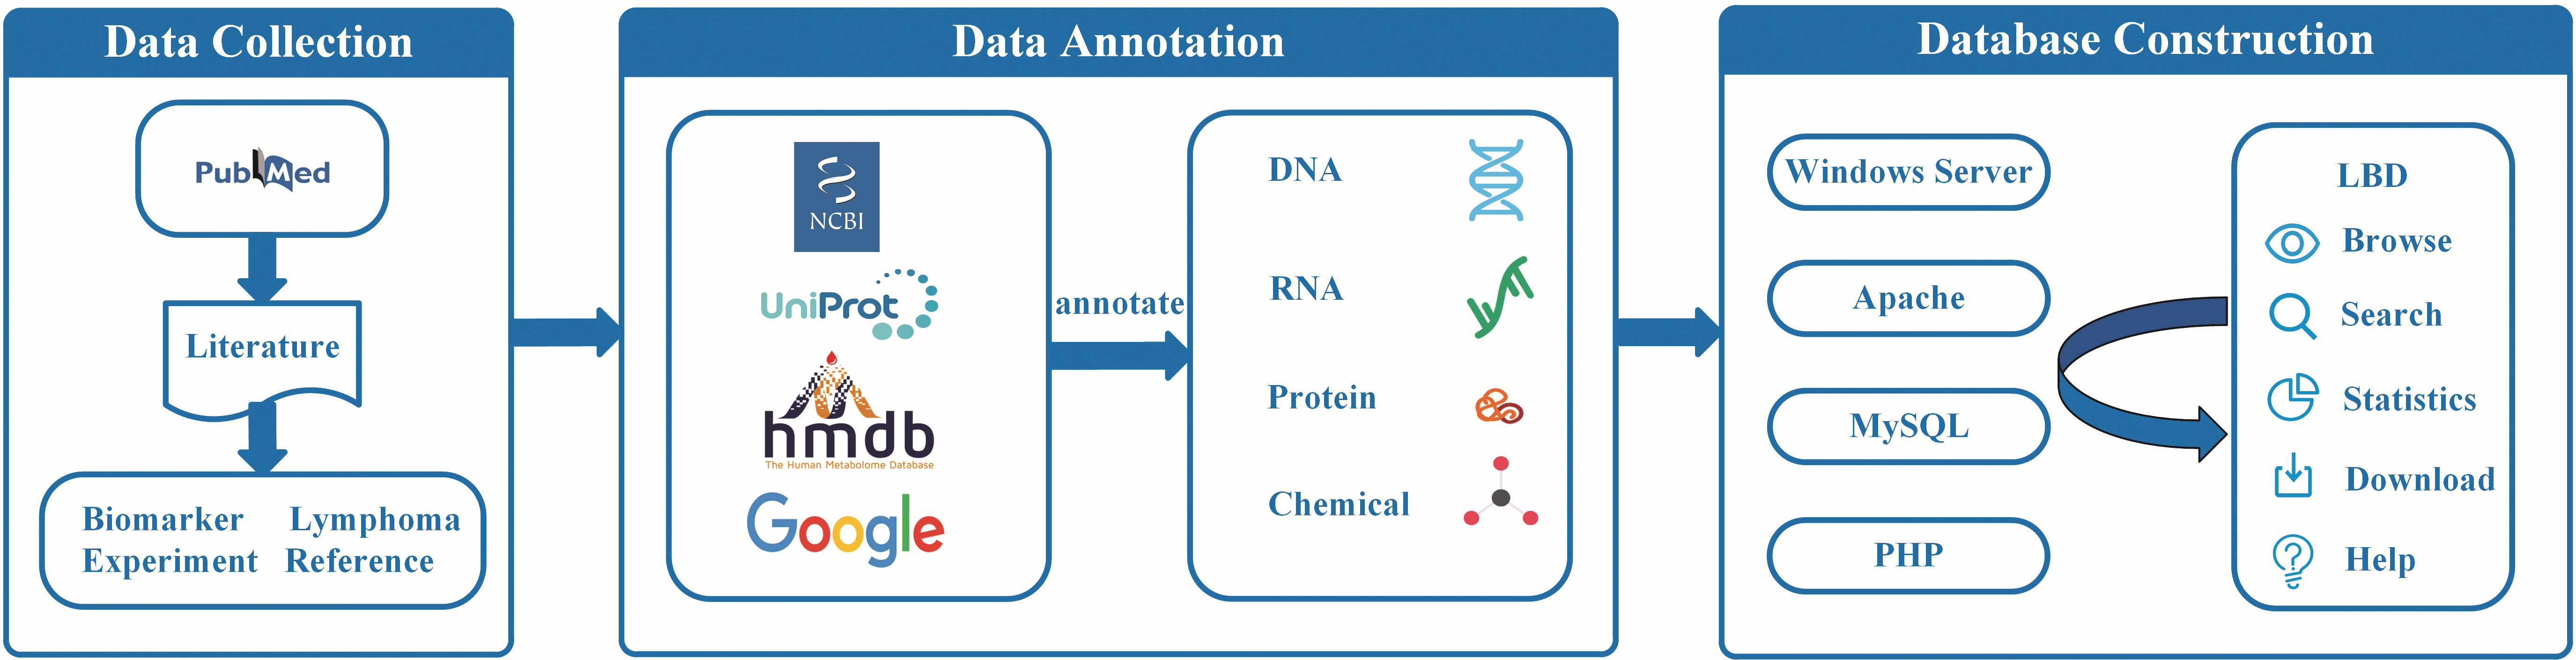 Data Collection
PubMed
Literature
Biomarker Lymphoma
Experiment Reference
Data Annotation
NCBI
UniProt
hmdb
The Human Metabolome Database
Google
annotate
DNA
RNA
Protein
Chemical
Database Construction
Windows Server
Apache
MySQL
PHP
LBD
Browse
Search
Statistics
Download
Help